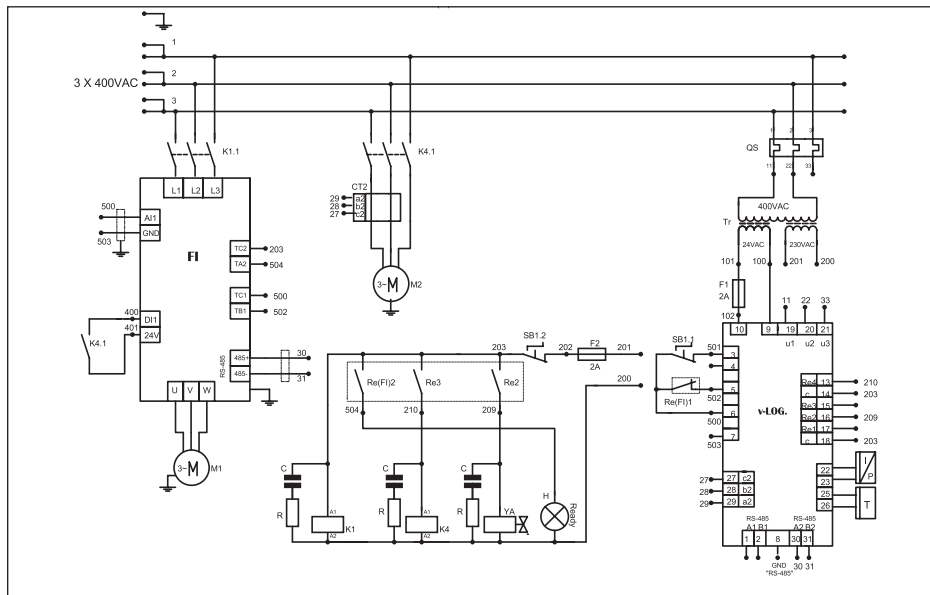 1
2
3 X 400VAC
3
K1.1
K4.1
1 2 3
QS
11 22 33
L1 L2 L3
CT2
29 a2
28 b2
27 c2
500
AI1
503
GND
FI
TC2 203
TA2 504
TC1 500
TB1 502
400
DI1
401
24V
K4.1
RS-485
485+ 30
485- 31
U V W
3~M M1
3~M M2
400VAC
Tr
24VAC 230VAC
101 100 201 200
F1
2A
102
11 22 33
10 9 19 20 21
u1 u2 u3
SB1.2
203 202 F2 201
2A
200
Re(FI)2 Re3 Re2
504 210 209
SB1.1
501
3
4
5
502
Re(FI)1
6
500
7
503
v-LOG.
Re4 13 210
c 14 203
Re3 15
Re2 16 209
Re1 17
c 18 203
22
23
I/P
25
26
T
27 27 c2
28 28 b2
29 29 a2
RS-485 RS-485
A1 B1 A2 B2
1 2 8 30 31
GND 30 31
"RS-485"
C C C H
R R R
A1 A1
K1 K4 YA Ready
A2 A2